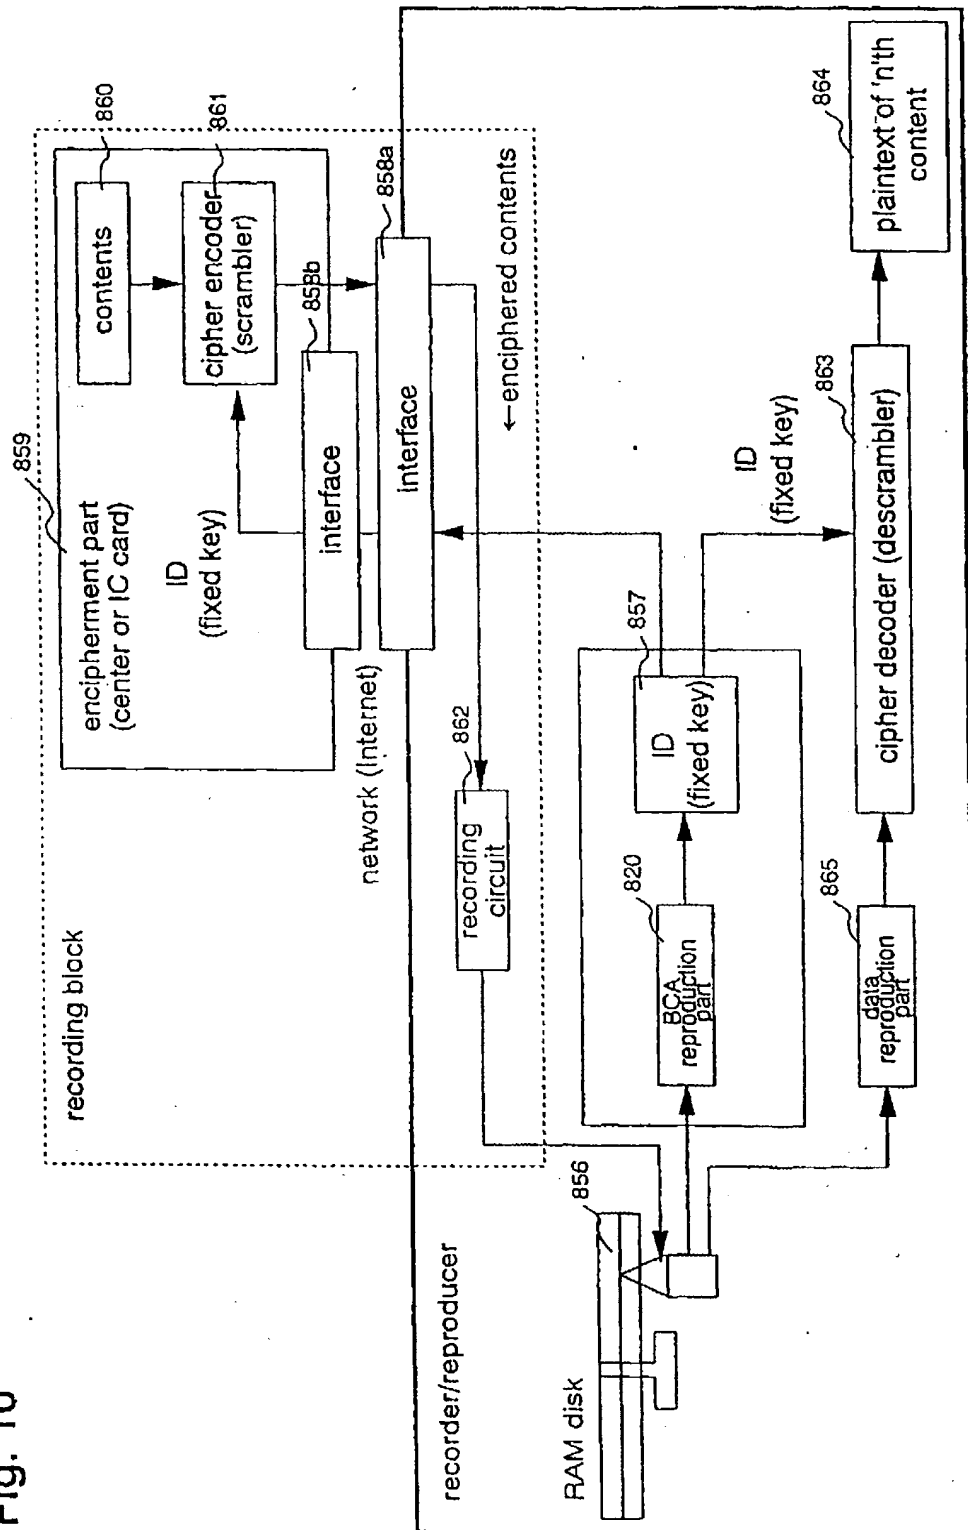 Fig. 16
recording block
859
encipherment part
(center or IC card)
860
contents
861
cipher encoder
(scrambler)
ID
(fixed key)
858b
interface
network (Internet)
858a
interface
←enciphered contents
862
recording
circuit
recorder/reproducer
RAM disk
856
820
BCA
reproduction
part
857
ID
(fixed key)
ID
(fixed key)
865
data
reproduction
part
863
cipher decoder (descrambler)
864
plaintext of 'n'th
content